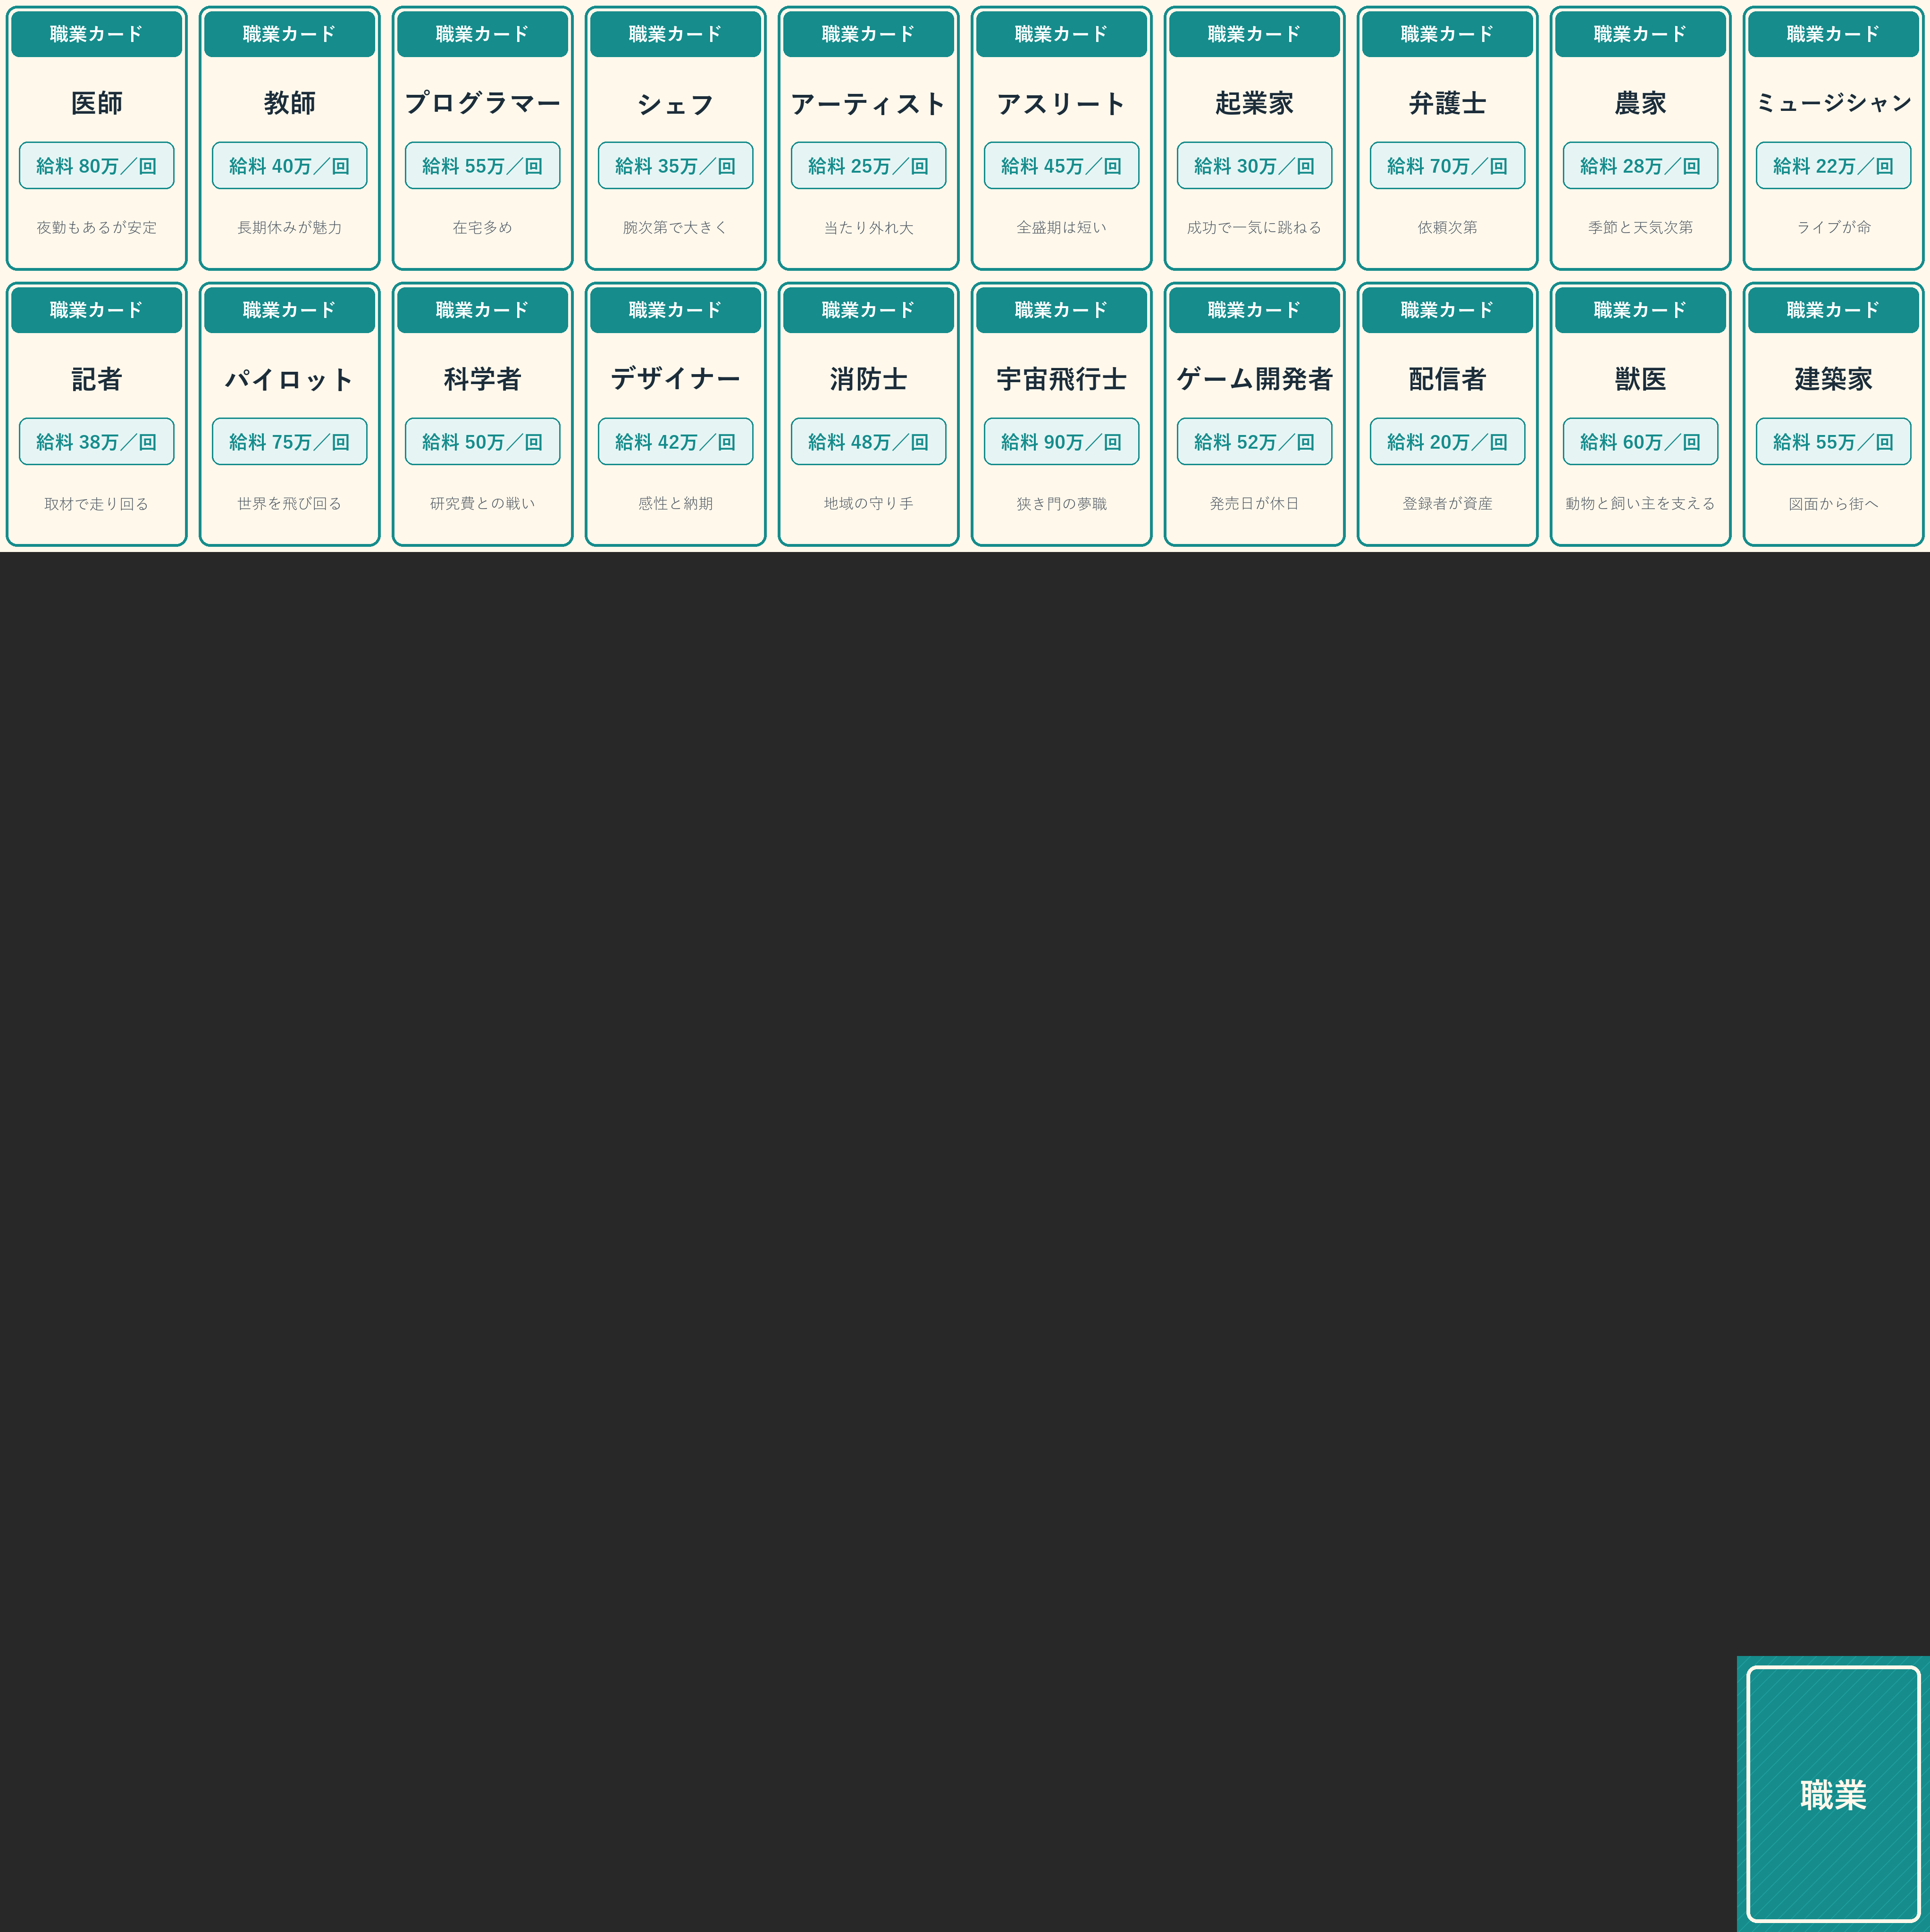 職業カード
医師
給料 80万／回
夜勤もあるが安定
職業カード
教師
給料 40万／回
長期休みが魅力
職業カード
プログラマー
給料 55万／回
在宅多め
職業カード
シェフ
給料 35万／回
腕次第で大きく
職業カード
アーティスト
給料 25万／回
当たり外れ大
職業カード
アスリート
給料 45万／回
全盛期は短い
職業カード
起業家
給料 30万／回
成功で一気に跳ねる
職業カード
弁護士
給料 70万／回
依頼次第
職業カード
農家
給料 28万／回
季節と天気次第
職業カード
ミュージシャン
給料 22万／回
ライブが命
職業カード
記者
給料 38万／回
取材で走り回る
職業カード
パイロット
給料 75万／回
世界を飛び回る
職業カード
科学者
給料 50万／回
研究費との戦い
職業カード
デザイナー
給料 42万／回
感性と納期
職業カード
消防士
給料 48万／回
地域の守り手
職業カード
宇宙飛行士
給料 90万／回
狭き門の夢職
職業カード
ゲーム開発者
給料 52万／回
発売日が休日
職業カード
配信者
給料 20万／回
登録者が資産
職業カード
獣医
給料 60万／回
動物と飼い主を支える
職業カード
建築家
給料 55万／回
図面から街へ
職業